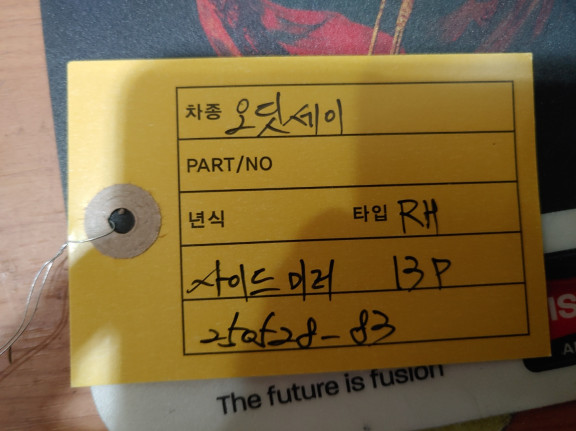 차종 오딧세이
PART/NO
년식 타입 RH
사이드미러 13P
250528-83
The future is fusion